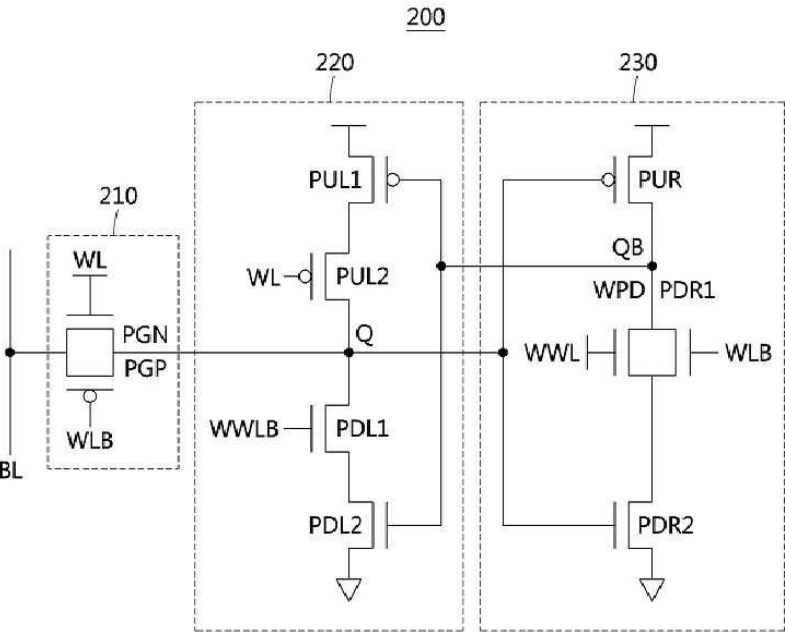 200
220
230
PUL1
PUR
210
QB
WL
WL
PUL2
WPD
PDR1
PGN
Q
PGP
WWL
WLB
WLB
WWLB
PDL1
BL
PDL2
PDR2